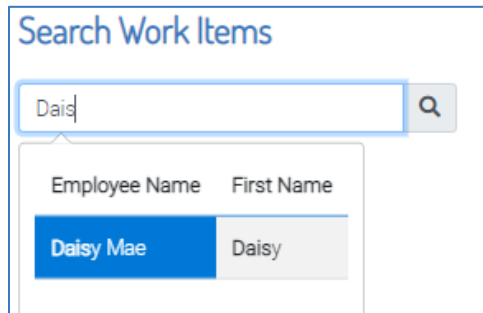 Search Work Items
Dais
Employee Name First Name
Daisy Mae Daisy